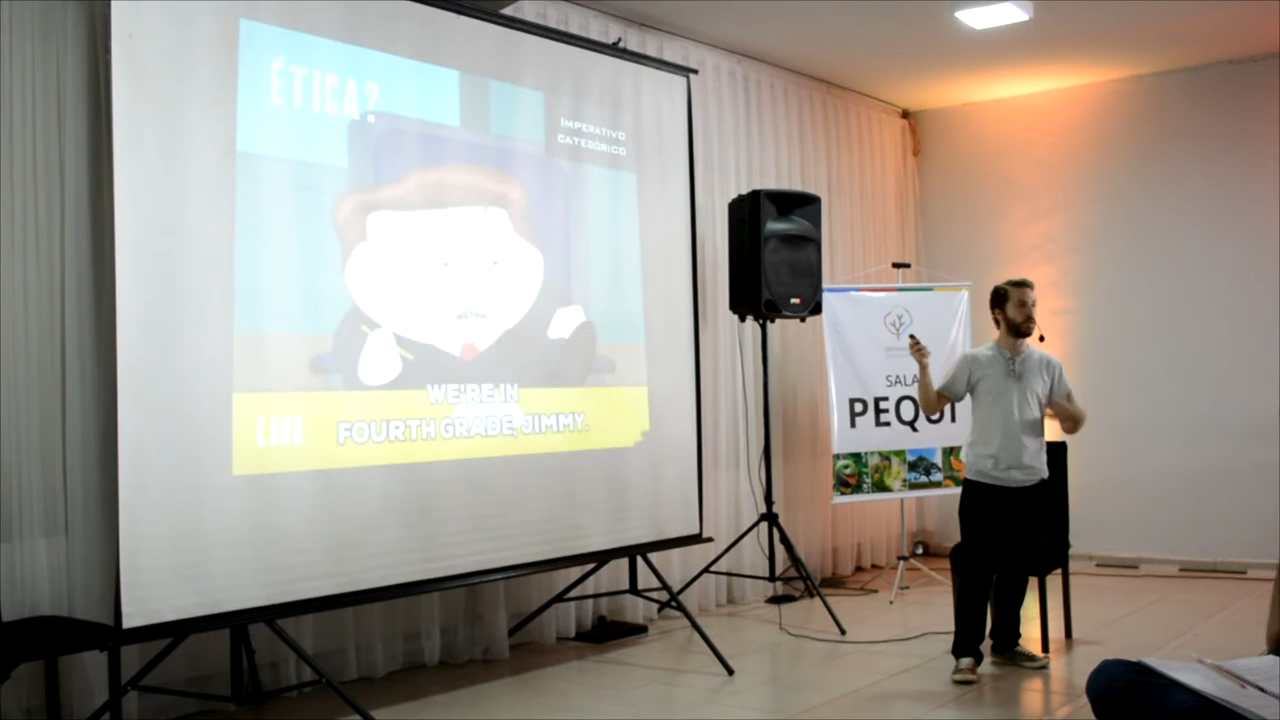 ÉTICA?
IMPERATIVO
CATEGÓRICO
WE'RE IN
FOURTH GRADE, JIMMY.
SALA
PEQUI